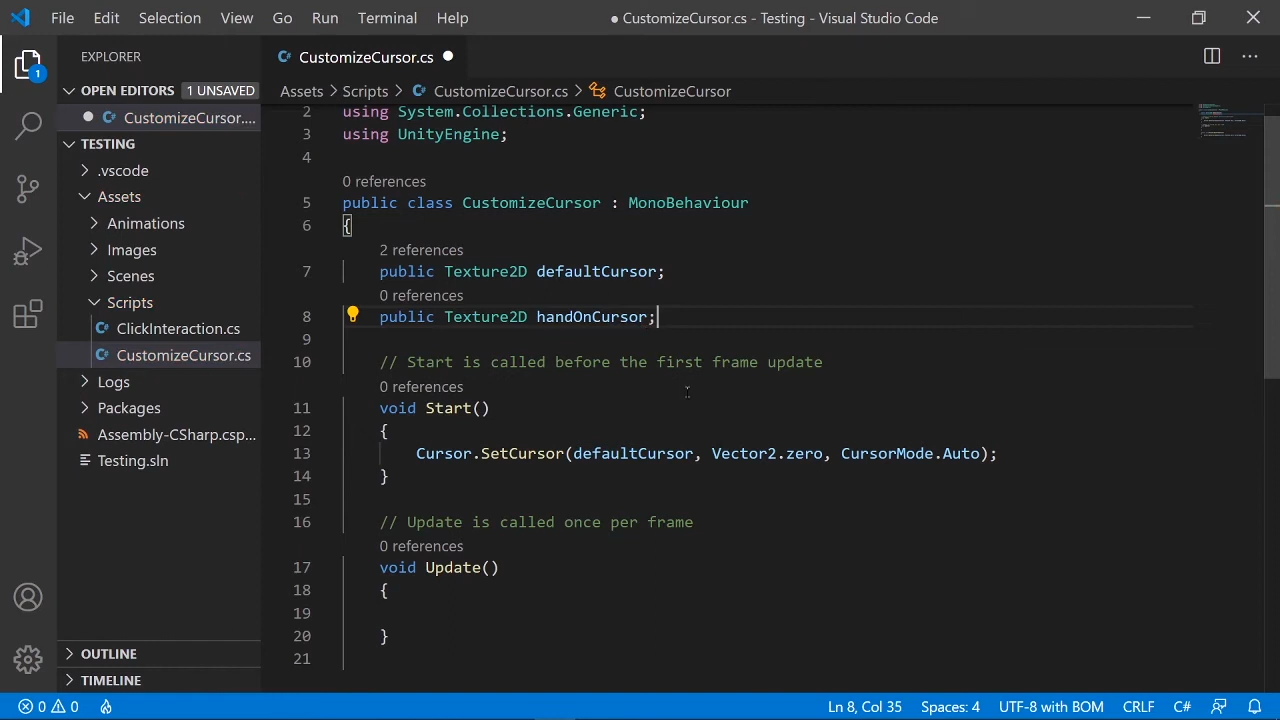 File Edit Selection View Go Run Terminal Help ● CustomizeCursor.cs - Testing - Visual Studio Code
EXPLORER
OPEN EDITORS 1 UNSAVED
CustomizeCursor....
TESTING
.vscode
Assets
Animations
Images
Scenes
Scripts
ClickInteraction.cs
CustomizeCursor.cs
Logs
Packages
Assembly-CSharp.csp...
Testing.sln
OUTLINE
TIMELINE
1
CustomizeCursor.cs
Assets > Scripts > CustomizeCursor.cs > CustomizeCursor
2 using System.Collections.Generic;
3 using UnityEngine;
4
0 references
5 public class CustomizeCursor : MonoBehaviour
6 {
2 references
7 public Texture2D defaultCursor;
0 references
8 public Texture2D handOnCursor;
9
10 // Start is called before the first frame update
0 references
11 void Start()
12 {
13 Cursor.SetCursor(defaultCursor, Vector2.zero, CursorMode.Auto);
14 }
15
16 // Update is called once per frame
0 references
17 void Update()
18 {
19
20 }
21
0 0 Ln 8, Col 35 Spaces: 4 UTF-8 with BOM CRLF C#